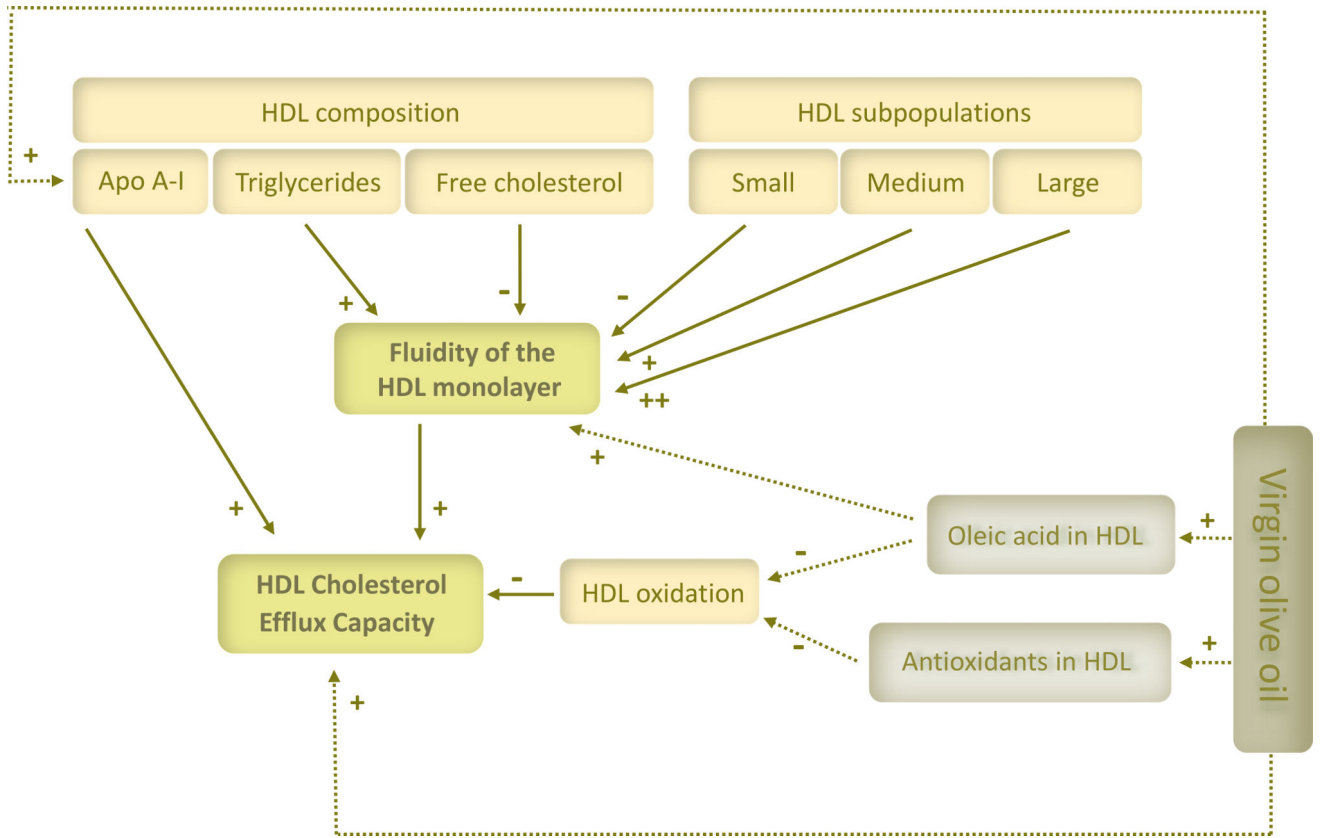 HDL composition
HDL subpopulations
+
Apo A-I
Triglycerides
Free cholesterol
Small
Medium
Large
+
-
-
Fluidity of the
HDL monolayer
+
++
+
+
+
Oleic acid in HDL
+
Virgin olive oil
-
HDL Cholesterol
Efflux Capacity
-
HDL oxidation
-
Antioxidants in HDL
+
+